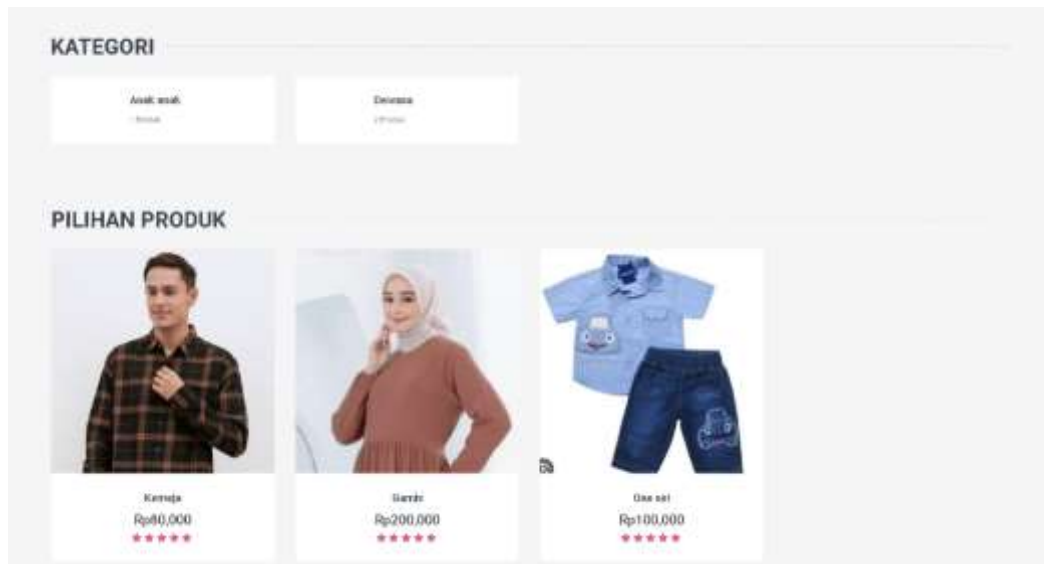 KATEGORI
Anak anak
Dewasa
PILIHAN PRODUK
Kemeja
Gamis
One set
Rp80,000
Rp200,000
Rp100,000